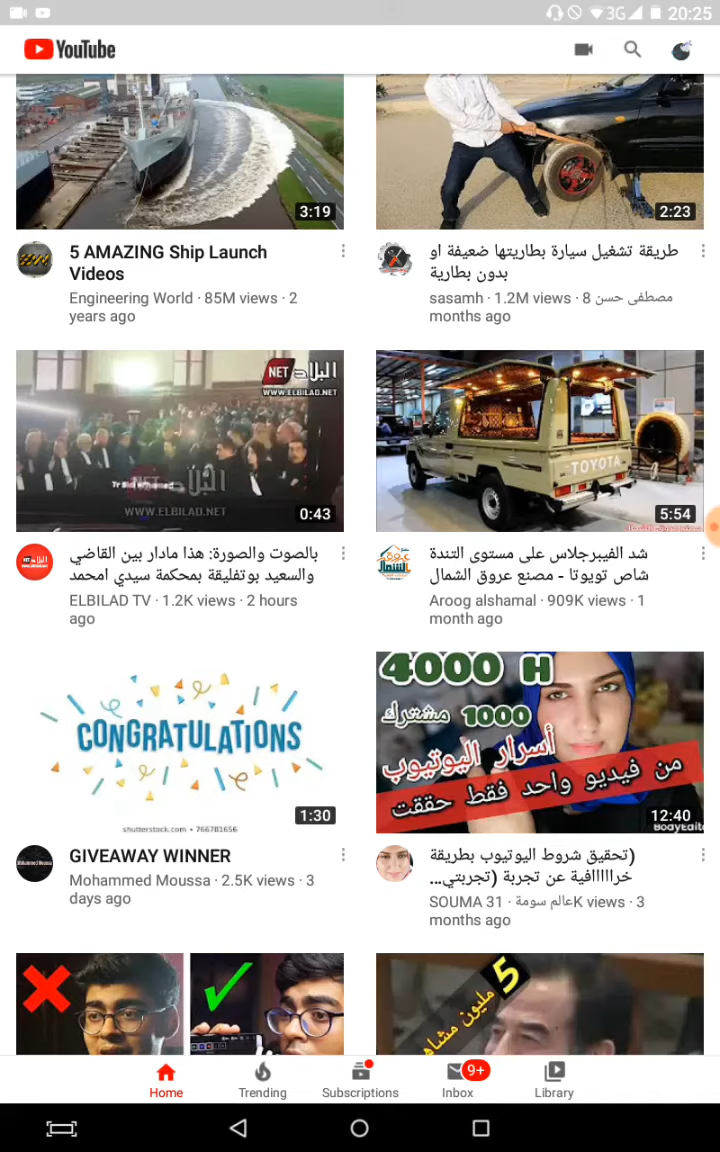 3G 20:25
YouTube
3:19
5 AMAZING Ship Launch
Videos
Engineering World · 85M views · 2
years ago
2:23
طريقة تشغيل سيارة بطاريتها ضعيفة او
بدون بطارية
sasamh · 1.2M views · 8 مصطفى حسن
months ago
NET البلاد
WWW.ELBILAD.NET
WWW.ELBILAD.NET
0:43
بالصوت والصورة: هذا مادار بين القاضي
والسعيد بوتفليقة بمحكمة سيدي امحمد
ELBILAD TV · 1.2K views · 2 hours
ago
TOYOTA
5:54
شد الفيبرجلاس على مستوى التندة
شاص تويوتا - مصنع عروق الشمال
Aroog alshamal · 909K views · 1
month ago
CONGRATULATIONS
shutterstock.com • 766781656
1:30
GIVEAWAY WINNER
Mohammed Moussa · 2.5K views · 3
days ago
4000 H
1000 مشترك
أسرار اليوتيوب
من فيديو واحد فقط حققت
12:40
(تحقيق شروط اليوتيوب بطريقة
خراااااافية عن تجربة (تجربتي...
SOUMA 31 · عالم سومةK views · 3
months ago
5 مليون
Home
Trending
Subscriptions
9+
Inbox
Library